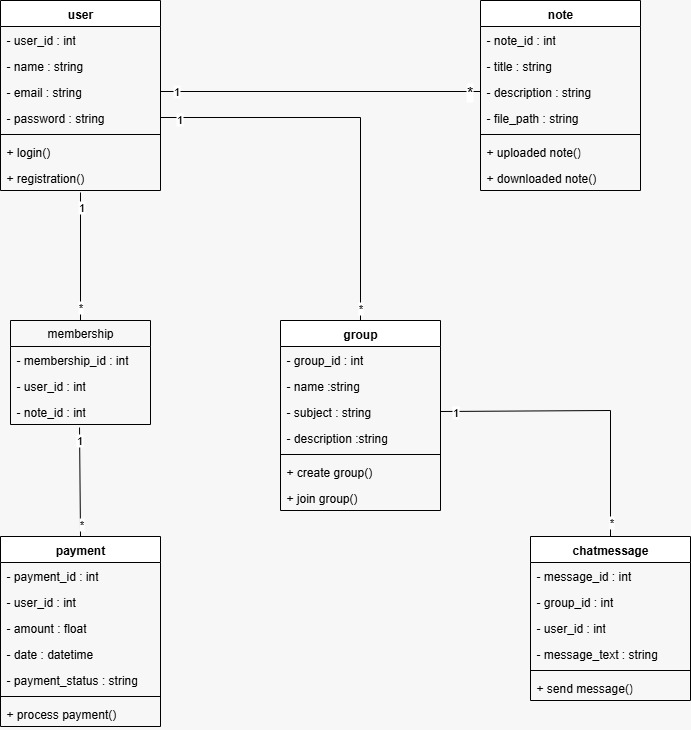 user
- user_id : int
- name : string
- email : string
- password : string
+ login()
+ registration()
note
- note_id : int
- title : string
- description : string
- file_path : string
+ uploaded note()
+ downloaded note()
1
*
1
*
1
*
membership
- membership_id : int
- user_id : int
- note_id : int
group
- group_id : int
- name :string
- subject : string
- description :string
+ create group()
+ join group()
1
*
1
*
payment
- payment_id : int
- user_id : int
- amount : float
- date : datetime
- payment_status : string
+ process payment()
chatmessage
- message_id : int
- group_id : int
- user_id : int
- message_text : string
+ send message()